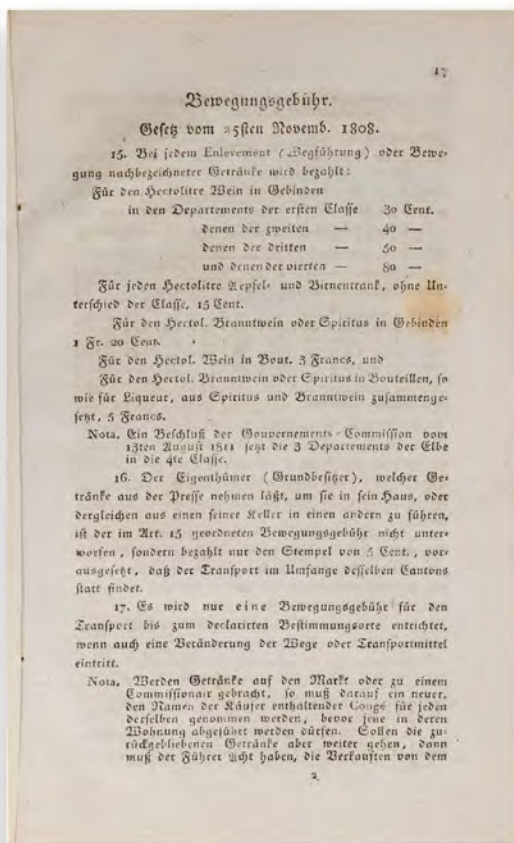 17
Bewegungsgebühr.
Gesetz vom 25sten Novemb. 1808.
15. Bei jedem Enlevement (Wegführung) oder Bewe-
gung nachbezeichneter Getränke wird bezahlt:
Für den Hectolitre Wein in Gebinden
in den Departements der ersten Classe 30 Cent.
denen der zweiten — 40 —
denen der dritten — 50 —
und denen der vierten — 80 —
Für jeden Hectolitre Aepfel- und Birnentrank, ohne Un-
terschied der Classe, 15 Cent.
Für den Hectol. Branntwein oder Spiritus in Gebinden
1 Fr. 20 Cent.
Für den Hectol. Wein in Bout. 3 Francs, und
Für den Hectol. Branntwein oder Spiritus in Bouteillen, so
wie für Liqueur, aus Spiritus und Branntwein zusammenge-
setzt, 5 Francs.
Nota. Ein Beschluß der Gouvernements-Commission vom
13ten August 1811 setzt die 3 Departements der Elbe
in die 4te Classe.
16. Der Eigenthümer (Grundbesitzer), welcher Ge-
tränke aus der Presse nehmen läßt, um sie in sein Haus, oder
dergleichen aus einen seiner Keller in einen andern zu führen,
ist der im Art. 15 geordneten Bewegungsgebühr nicht unter-
worfen, sondern bezahlt nur den Stempel von 5 Cent., vor-
ausgesetzt, daß der Transport im Umfange desselben Cantons
statt findet.
17. Es wird nur eine Bewegungsgebühr für den
Transport bis zum declarirten Bestimmungsorte entrichtet,
wenn auch eine Veränderung der Wege oder Transportmittel
eintritt.
Nota. Werden Getränke auf den Markt oder zu einem
Commissionair gebracht, so muß darauf ein neuer,
den Namen der Käufer enthaltender Congé für jeden
derselben genommen werden, bevor jene in deren
Wohnung abgeführt werden dürfen. Sollen die zu-
rückgebliebenen Getränke aber weiter gehen, dann
muß der Führer Acht haben, die Verkauften von dem
2